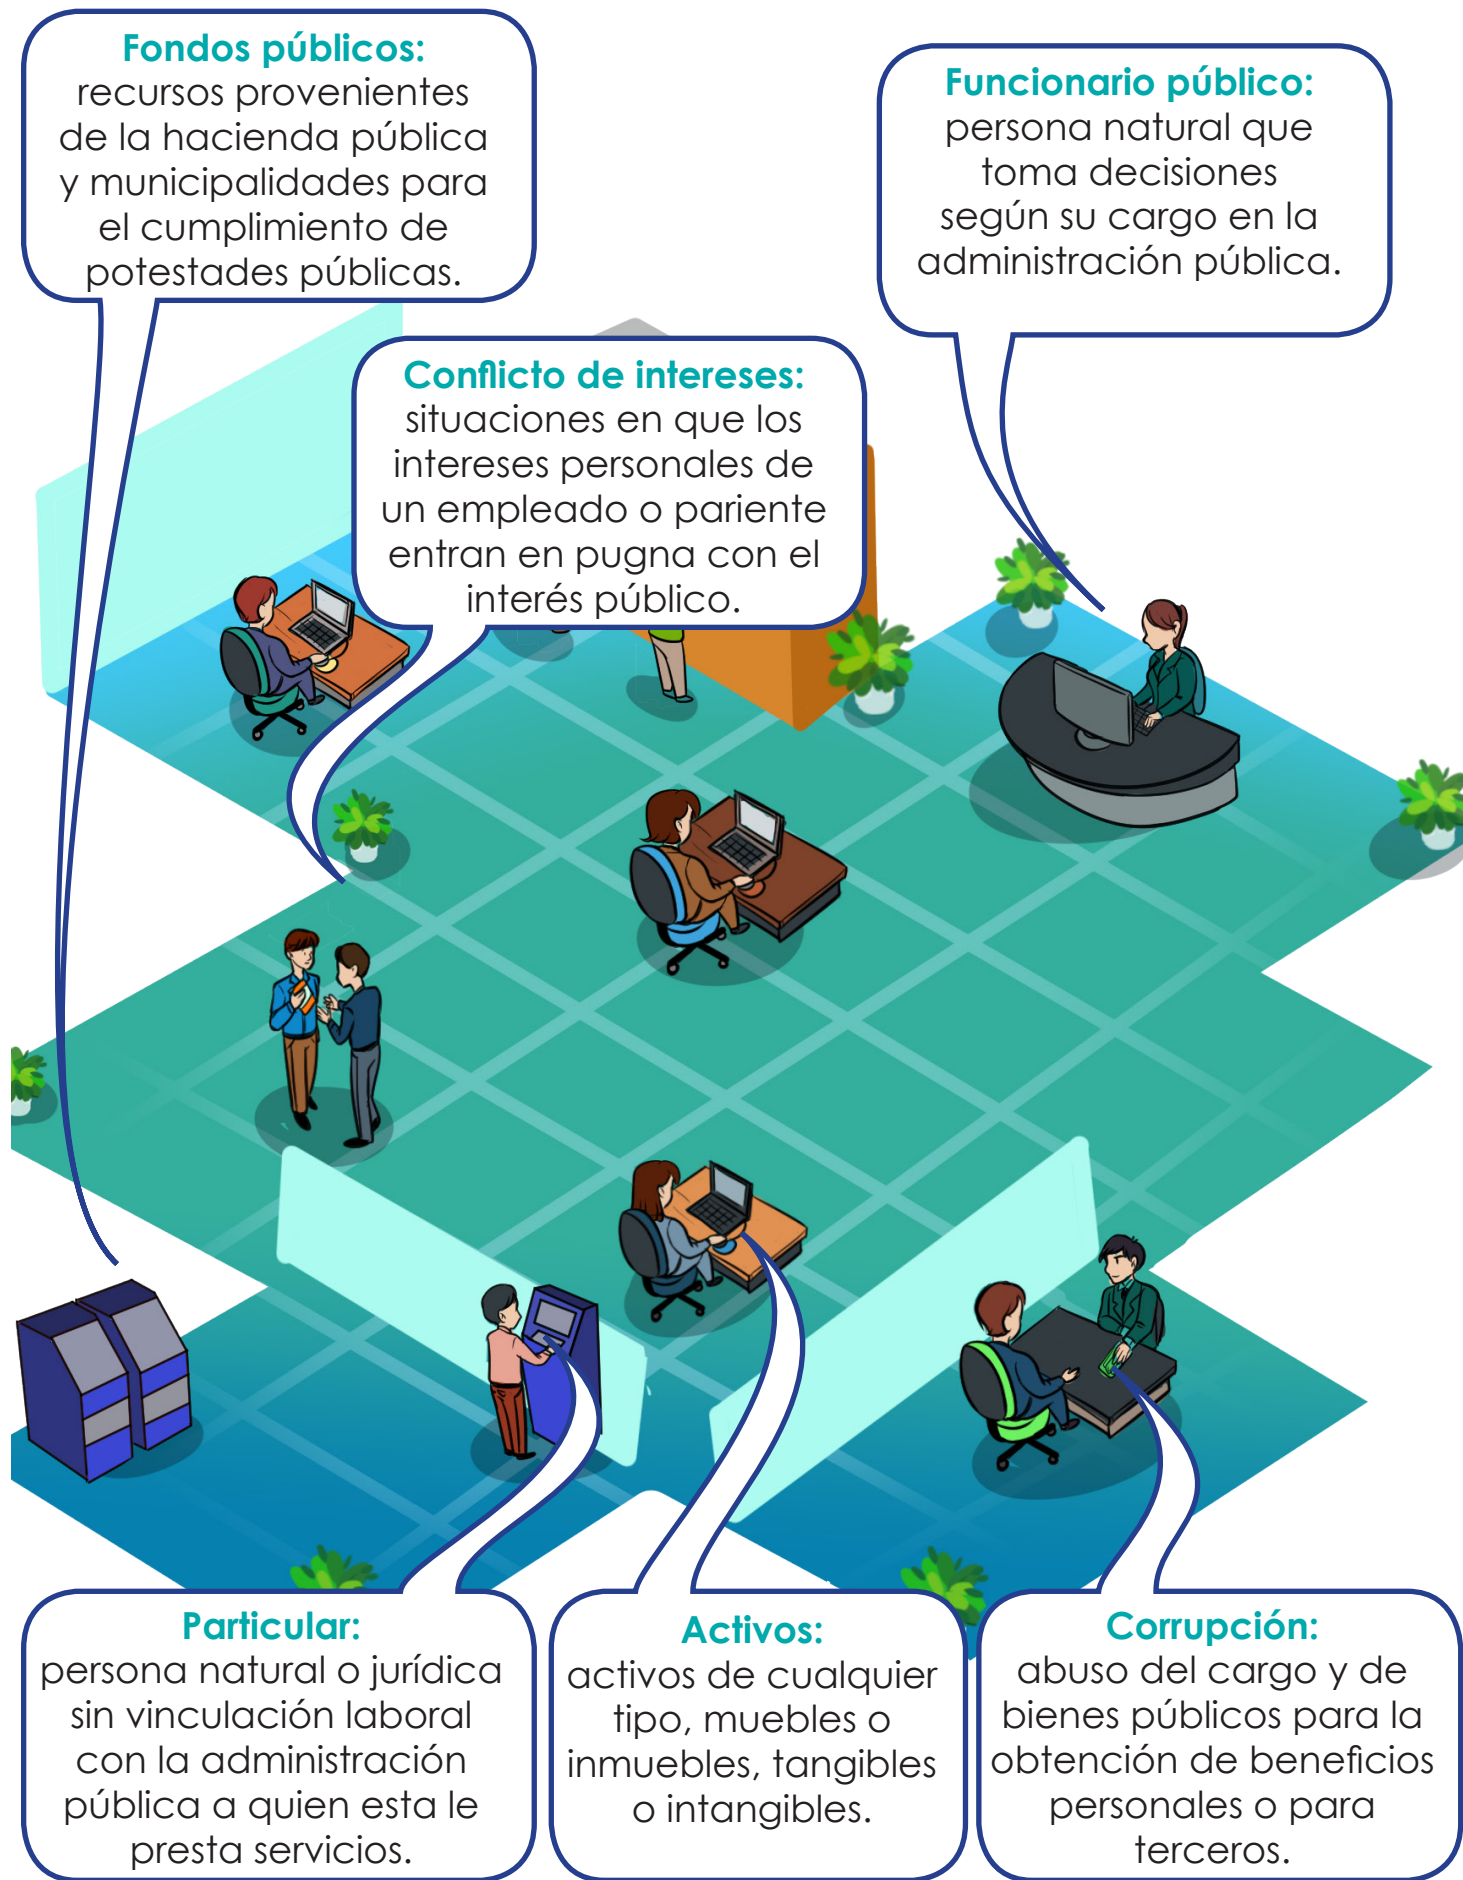 Fondos públicos:
recursos provenientes
de la hacienda pública
y municipalidades para
el cumplimiento de
potestades públicas.
Funcionario público:
persona natural que
toma decisiones
según su cargo en la
administración pública.
Conflicto de intereses:
situaciones en que los
intereses personales de
un empleado o pariente
entran en pugna con el
interés público.
Particular:
persona natural o jurídica
sin vinculación laboral
con la administración
pública a quien esta le
presta servicios.
Activos:
activos de cualquier
tipo, muebles o
inmuebles, tangibles
o intangibles.
Corrupción:
abuso del cargo y de
bienes públicos para la
obtención de beneficios
personales o para
terceros.